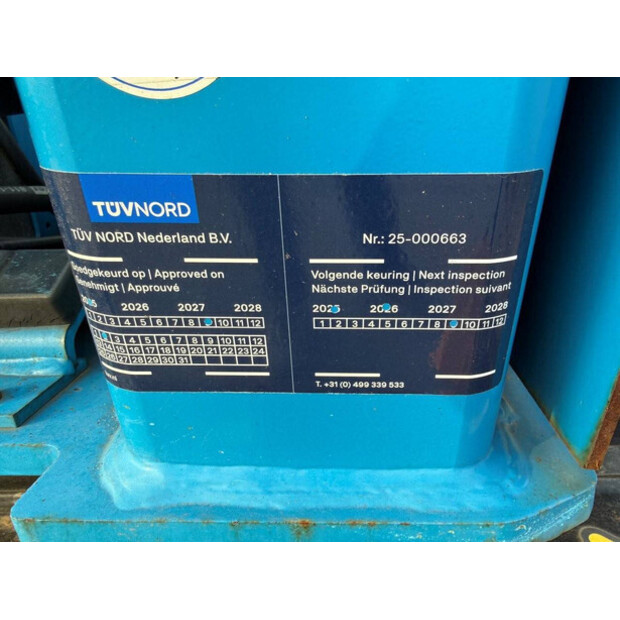 TÜVNORD
TÜV NORD Nederland B.V.
Nr.: 25-000663
Approved on
Approuvé
2026 2027 2028
2 3 4 5 6 7 8 10 11 12
3 4 5 6 7 8 9 10 11 12
14 15 16 17 18 19 20 21 22 23 24
26 27 28 29 30 31
Volgende keuring | Next inspection
Nächste Prüfung | Inspection suivant
2025 2026 2027 2028
1 2 3 4 5 6 7 8 10 11 12
T. +31 (0) 499 339 533